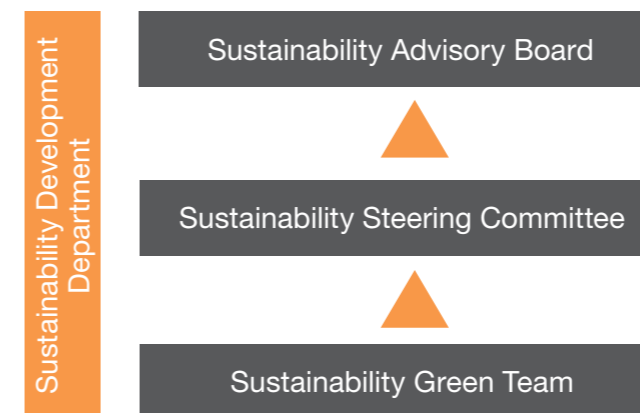 Sustainability Development
Department
Sustainability Advisory Board
Sustainability Steering Committee
Sustainability Green Team